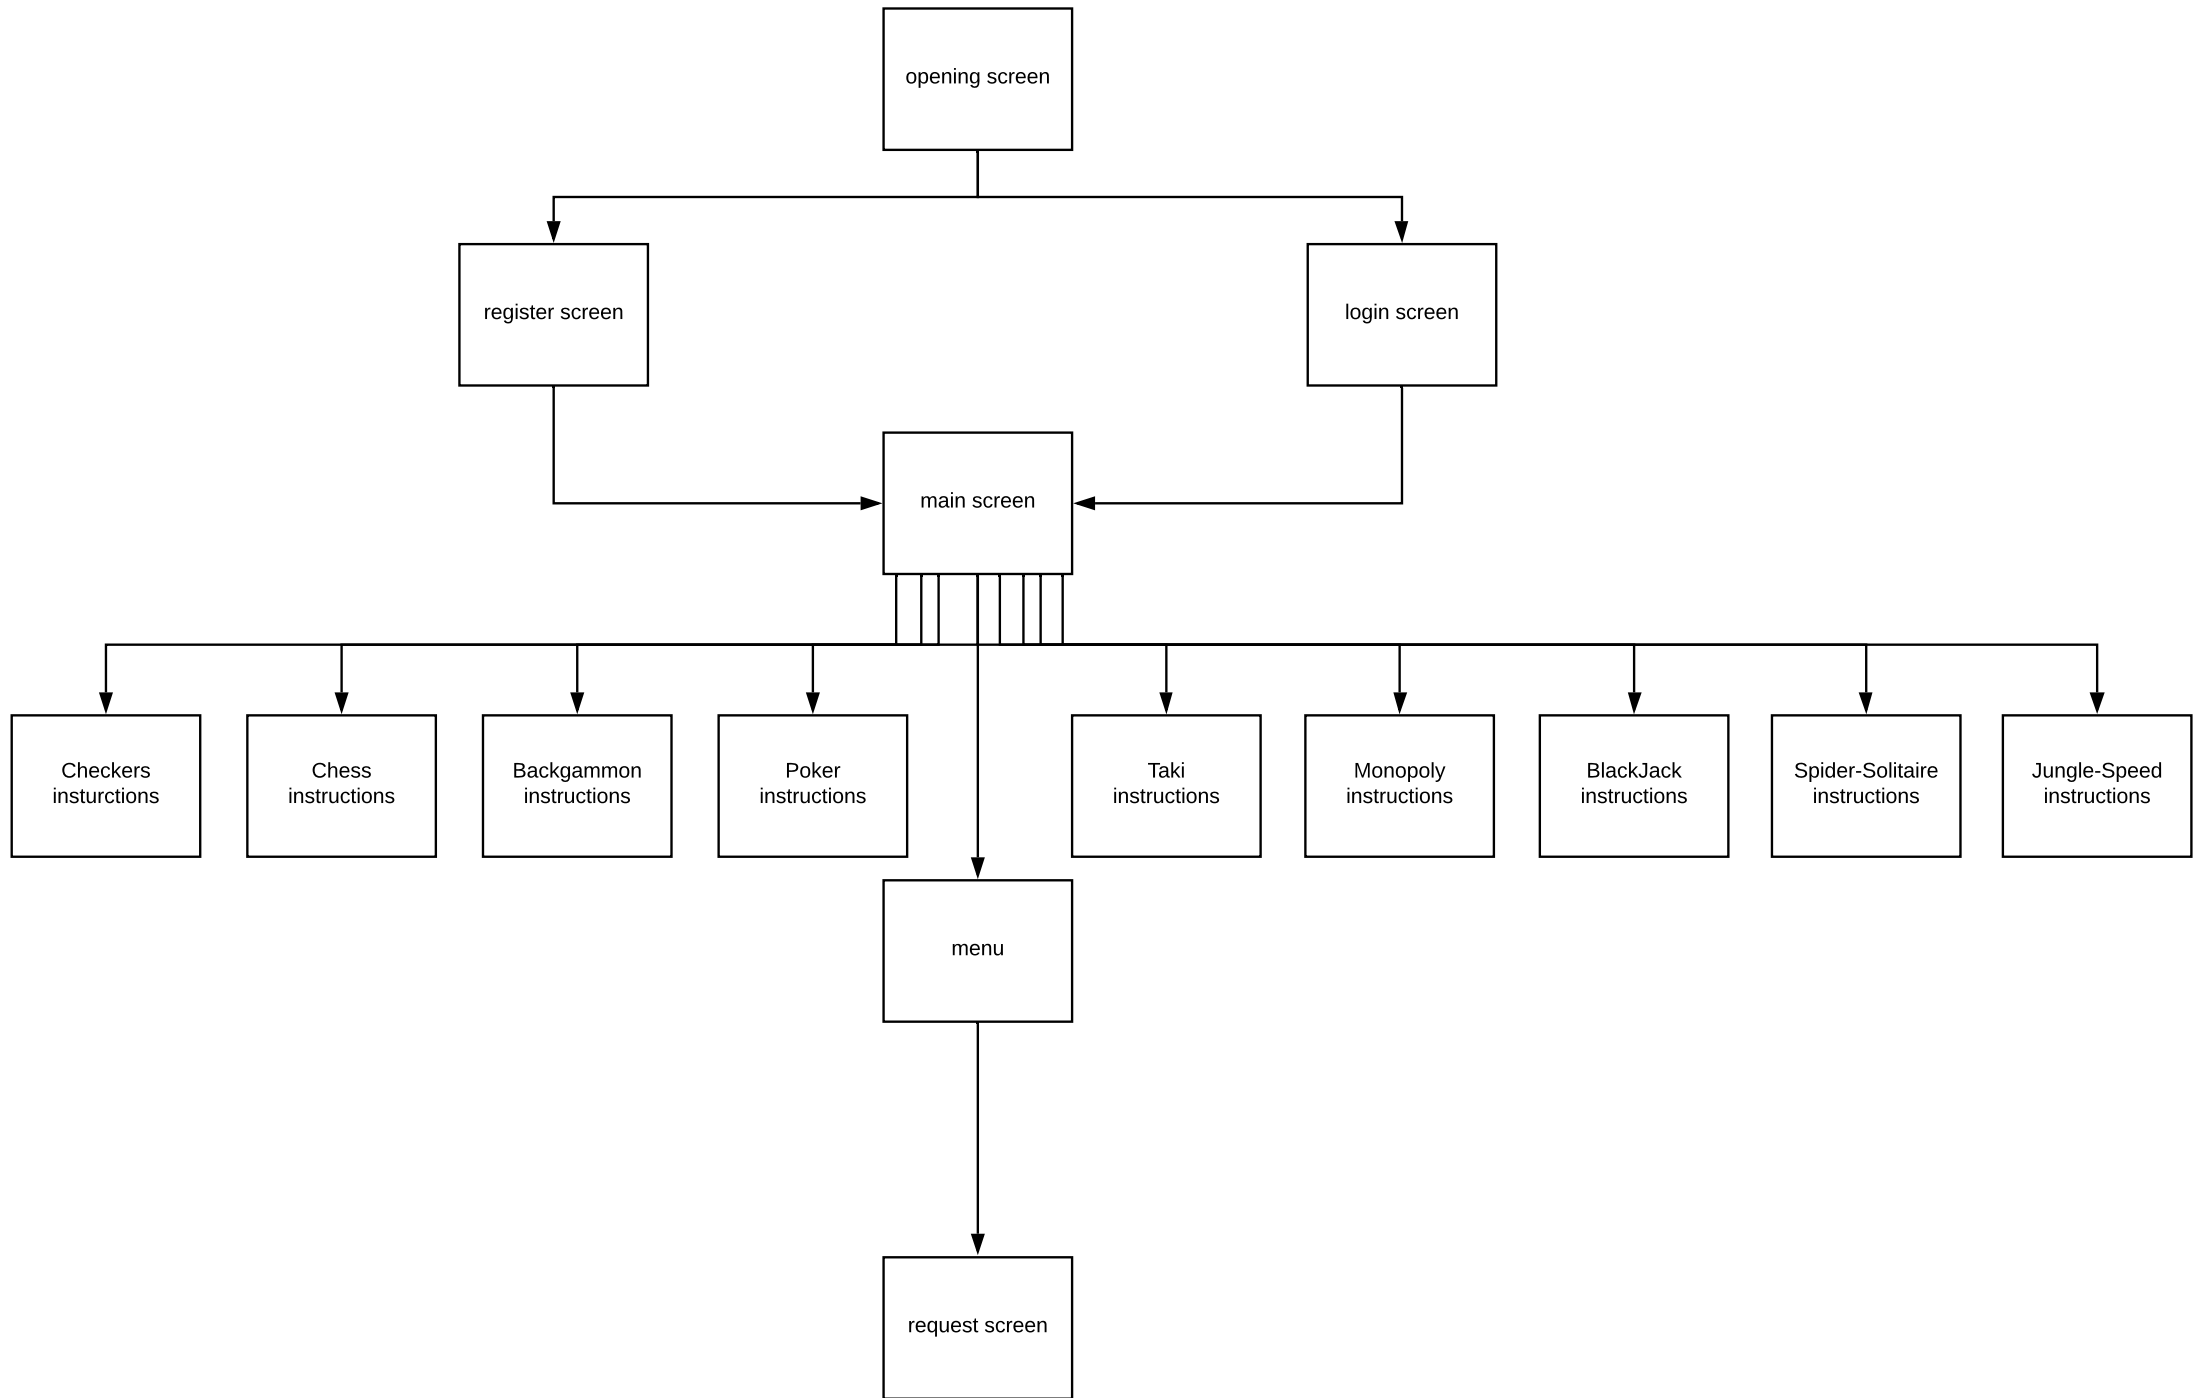 opening screen
register screen
login screen
main screen
Checkers
insturctions
Chess
instructions
Backgammon
instructions
Poker
instructions
Taki
instructions
Monopoly
instructions
BlackJack
instructions
Spider-Solitaire
instructions
Jungle-Speed
instructions
menu
request screen